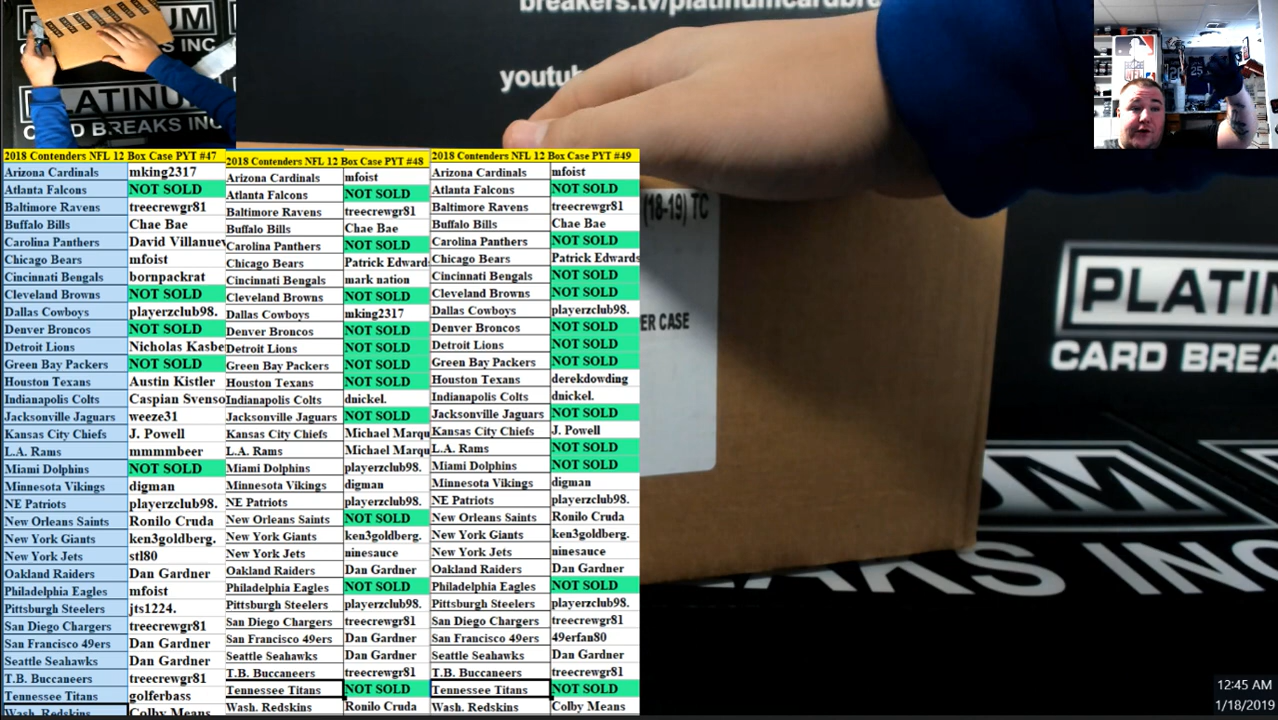 UM
BREAKS INC
PLATINUM
CARD BREAKS INC
breakers.tv/platinumcardbre
youtub
(18-19) TC
ER CASE
PLATIN
CARD BREA
UM
EAKS INC
2018 Contenders NFL 12 Box Case PYT #47
Arizona Cardinals mking2317
Atlanta Falcons NOT SOLD
Baltimore Ravens treecrewgr81
Buffalo Bills Chae Bae
Carolina Panthers David Villanuev
Chicago Bears mfoist
Cincinnati Bengals bornpackrat
Cleveland Browns NOT SOLD
Dallas Cowboys playerzclub98.
Denver Broncos NOT SOLD
Detroit Lions Nicholas Kasbe
Green Bay Packers NOT SOLD
Houston Texans Austin Kistler
Indianapolis Colts Caspian Svenso
Jacksonville Jaguars weeze31
Kansas City Chiefs J. Powell
L.A. Rams mmmmbeer
Miami Dolphins NOT SOLD
Minnesota Vikings digman
NE Patriots playerzclub98.
New Orleans Saints Ronilo Cruda
New York Giants ken3goldberg.
New York Jets stl80
Oakland Raiders Dan Gardner
Philadelphia Eagles mfoist
Pittsburgh Steelers jts1224.
San Diego Chargers treecrewgr81
San Francisco 49ers Dan Gardner
Seattle Seahawks Dan Gardner
T.B. Buccaneers treecrewgr81
Tennessee Titans golferbass
Wash. Redskins Colby Means
2018 Contenders NFL 12 Box Case PYT #48
Arizona Cardinals mfoist
Atlanta Falcons NOT SOLD
Baltimore Ravens treecrewgr81
Buffalo Bills Chae Bae
Carolina Panthers NOT SOLD
Chicago Bears Patrick Edward
Cincinnati Bengals mark nation
Cleveland Browns NOT SOLD
Dallas Cowboys mking2317
Denver Broncos NOT SOLD
Detroit Lions NOT SOLD
Green Bay Packers NOT SOLD
Houston Texans NOT SOLD
Indianapolis Colts dnickel.
Jacksonville Jaguars NOT SOLD
Kansas City Chiefs Michael Marqu
L.A. Rams Michael Marqu
Miami Dolphins playerzclub98.
Minnesota Vikings digman
NE Patriots playerzclub98.
New Orleans Saints NOT SOLD
New York Giants ken3goldberg.
New York Jets ninesauce
Oakland Raiders Dan Gardner
Philadelphia Eagles NOT SOLD
Pittsburgh Steelers playerzclub98.
San Diego Chargers treecrewgr81
San Francisco 49ers Dan Gardner
Seattle Seahawks Dan Gardner
T.B. Buccaneers treecrewgr81
Tennessee Titans NOT SOLD
Wash. Redskins Ronilo Cruda
2018 Contenders NFL 12 Box Case PYT #49
Arizona Cardinals mfoist
Atlanta Falcons NOT SOLD
Baltimore Ravens treecrewgr81
Buffalo Bills Chae Bae
Carolina Panthers NOT SOLD
Chicago Bears Patrick Edwards
Cincinnati Bengals NOT SOLD
Cleveland Browns NOT SOLD
Dallas Cowboys playerzclub98.
Denver Broncos NOT SOLD
Detroit Lions NOT SOLD
Green Bay Packers NOT SOLD
Houston Texans derekdowding
Indianapolis Colts dnickel.
Jacksonville Jaguars NOT SOLD
Kansas City Chiefs J. Powell
L.A. Rams NOT SOLD
Miami Dolphins NOT SOLD
Minnesota Vikings digman
NE Patriots playerzclub98.
New Orleans Saints Ronilo Cruda
New York Giants ken3goldberg.
New York Jets ninesauce
Oakland Raiders Dan Gardner
Philadelphia Eagles NOT SOLD
Pittsburgh Steelers playerzclub98.
San Diego Chargers treecrewgr81
San Francisco 49ers 49erfan80
Seattle Seahawks Dan Gardner
T.B. Buccaneers treecrewgr81
Tennessee Titans NOT SOLD
Wash. Redskins Colby Means
12:45 AM
1/18/2019